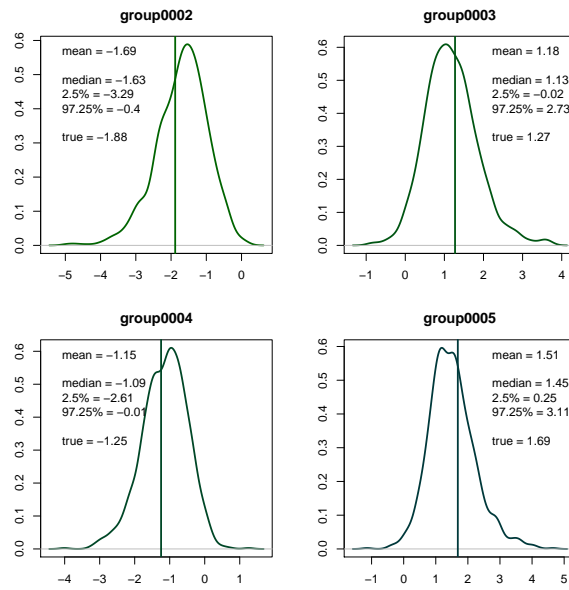 group0002
mean = −1.69
median = −1.63
2.5% = −3.29
97.25% = −0.4
true = −1.88
0.0 0.1 0.2 0.3 0.4 0.5 0.6
−5 −4 −3 −2 −1 0
group0003
mean = 1.18
median = 1.13
2.5% = −0.02
97.25% = 2.73
true = 1.27
0.0 0.1 0.2 0.3 0.4 0.5 0.6
−1 0 1 2 3 4
group0004
mean = −1.15
median = −1.09
2.5% = −2.61
97.25% = −0.01
true = −1.25
0.0 0.1 0.2 0.3 0.4 0.5 0.6
−4 −3 −2 −1 0 1
group0005
mean = 1.51
median = 1.45
2.5% = 0.25
97.25% = 3.11
true = 1.69
0.0 0.1 0.2 0.3 0.4 0.5 0.6
−1 0 1 2 3 4 5